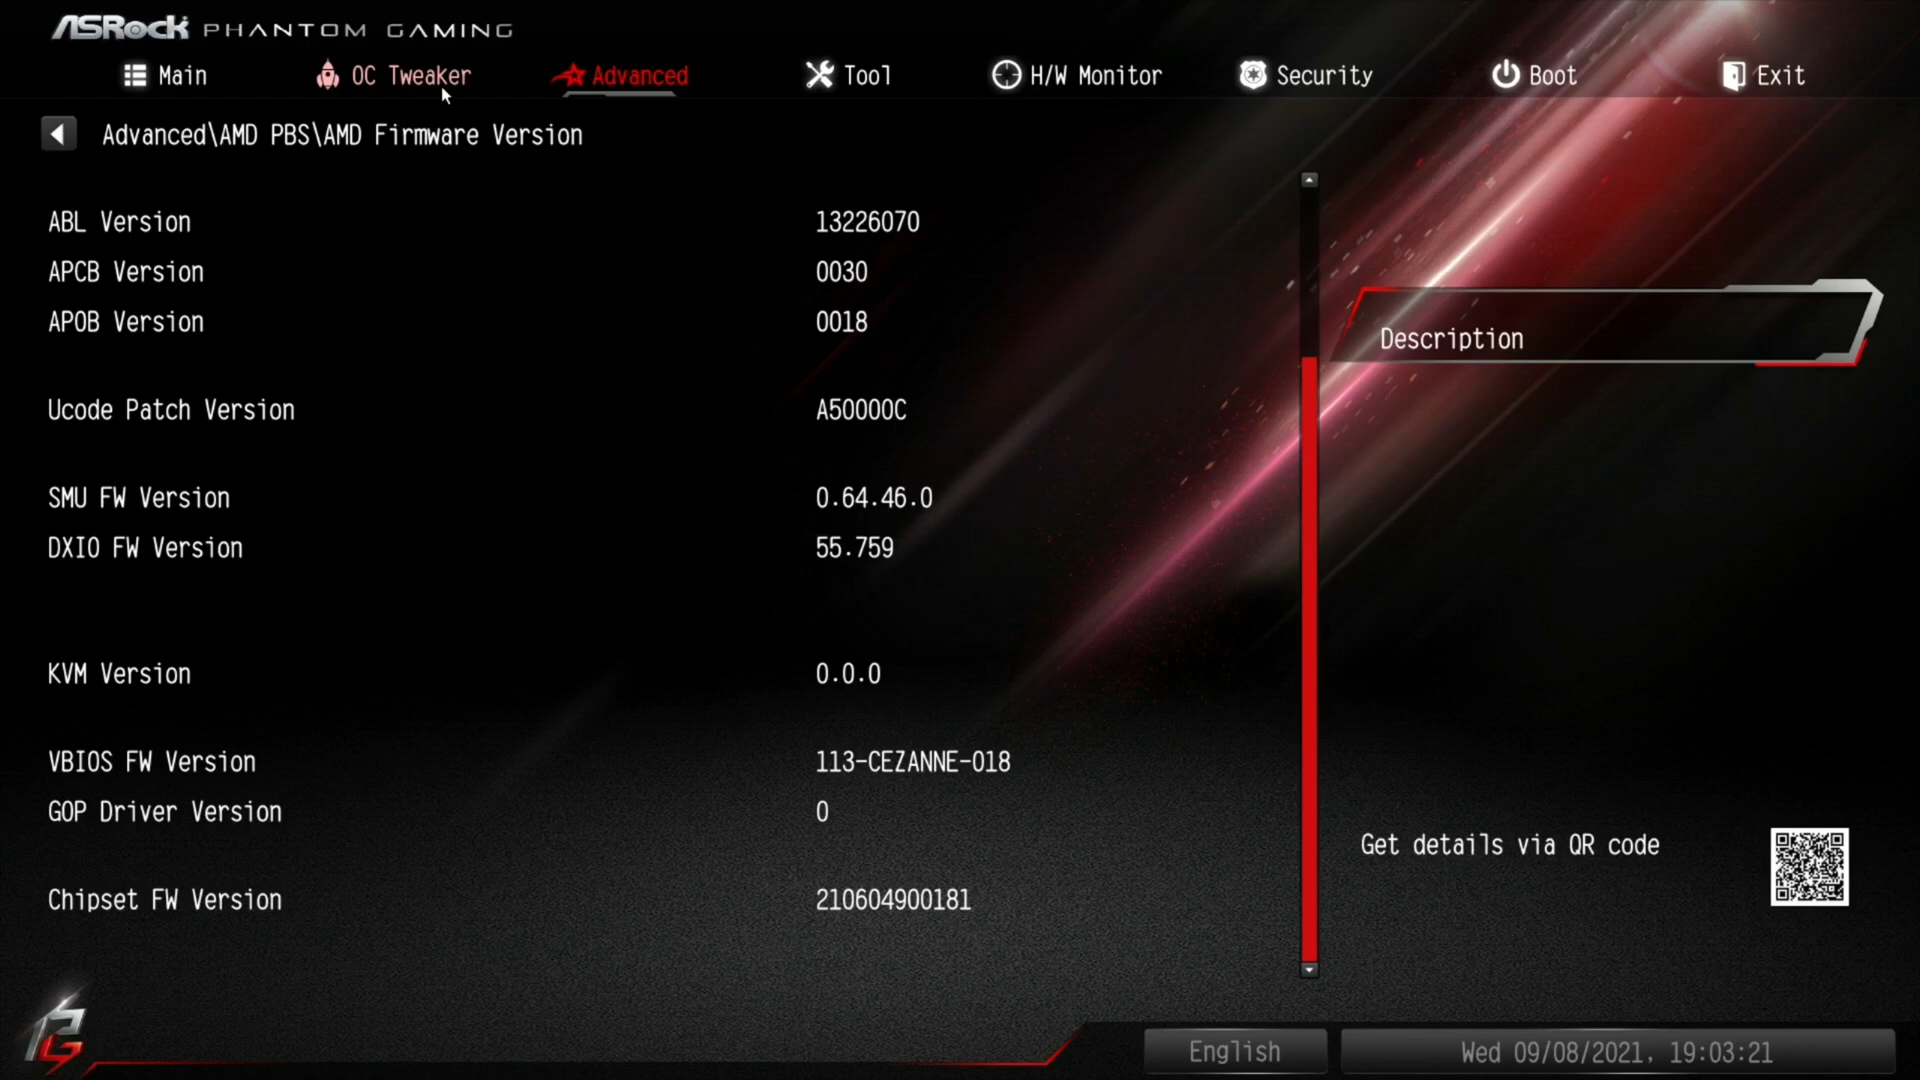 ASRock PHANTOM GAMING
Main OC Tweaker Advanced Tool H/W Monitor Security Boot Exit
Advanced\AMD PBS\AMD Firmware Version
ABL Version 13226070
APCB Version 0030
APOB Version 0018
Description
Ucode Patch Version A50000C
SMU FW Version 0.64.46.0
DXIO FW Version 55.759
KVM Version 0.0.0
VBIOS FW Version 113-CEZANNE-018
GOP Driver Version 0
Get details via QR code
Chipset FW Version 210604900181
English Wed 09/08/2021, 19:03:21